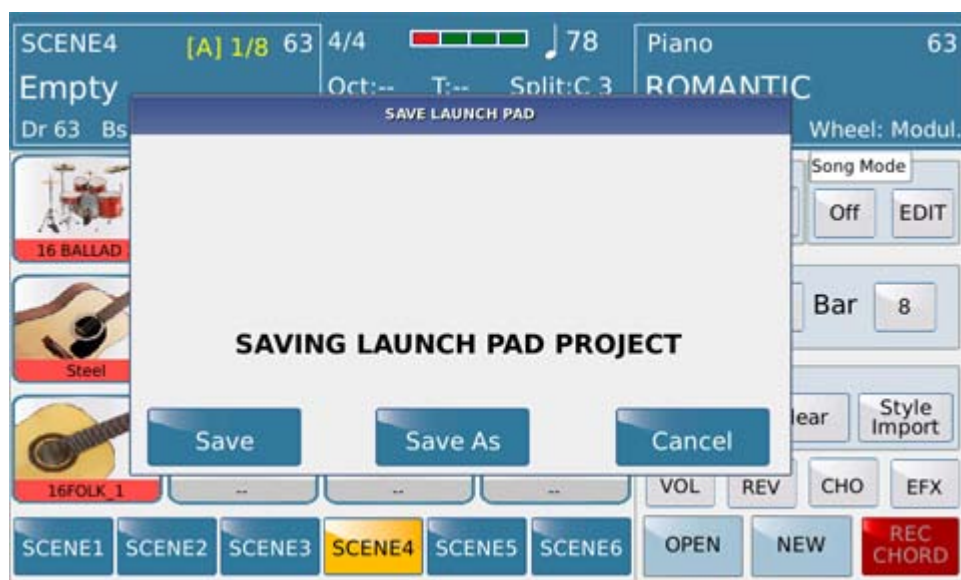 SCENE4 [A] 1/8 63
4/4 78
Piano 63
Empty
Oct:-- T:-- Split:C 3
ROMANTIC
Dr 63 Bs
Wheel: Modul.
SAVE LAUNCH PAD
Song Mode
Off EDIT
16 BALLAD
Bar 8
SAVING LAUNCH PAD PROJECT
Steel
Style
Import
Save Save As Cancel
16FOLK_1 -- -- --
VOL REV CHO EFX
SCENE1 SCENE2 SCENE3 SCENE4 SCENE5 SCENE6
OPEN NEW REC
CHORD